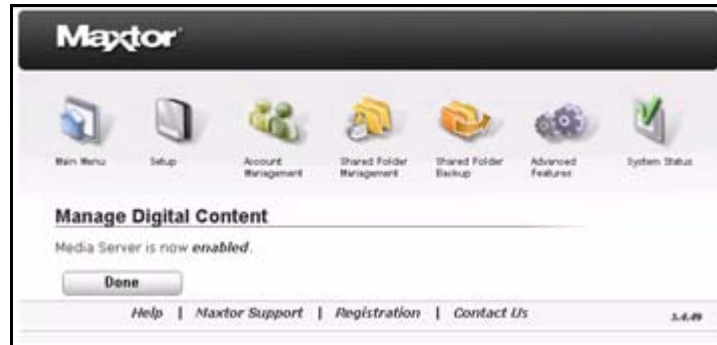 Maxtor
Main Menu
Setup
Account Management
Shared Folder Management
Shared Folder Backup
Advanced Features
System Status
Manage Digital Content
Media Server is now enabled.
Done
Help | Maxtor Support | Registration | Contact Us